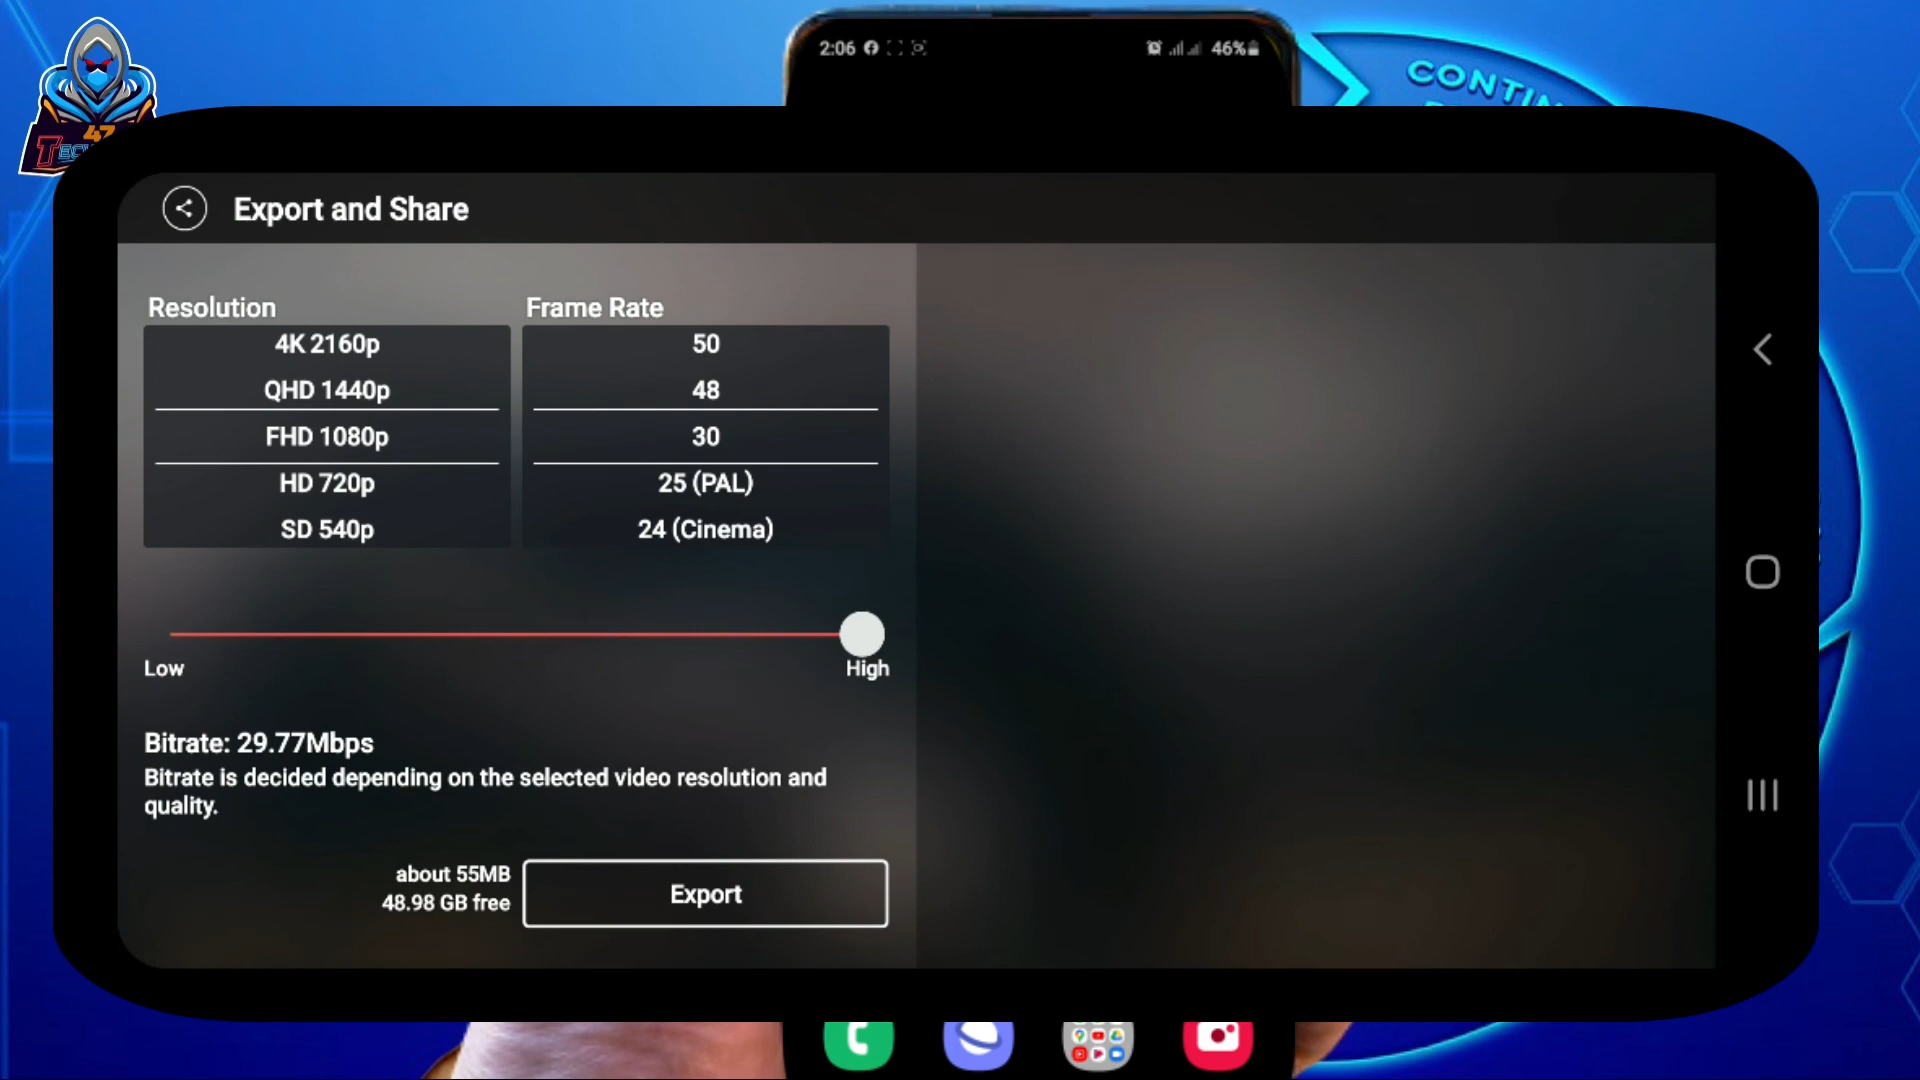 2:06
46%
CONTIN
47
Export and Share
Resolution
Frame Rate
4K 2160p
50
QHD 1440p
48
FHD 1080p
30
HD 720p
25 (PAL)
SD 540p
24 (Cinema)
Low
High
Bitrate: 29.77Mbps
Bitrate is decided depending on the selected video resolution and
quality.
about 55MB
48.98 GB free
Export